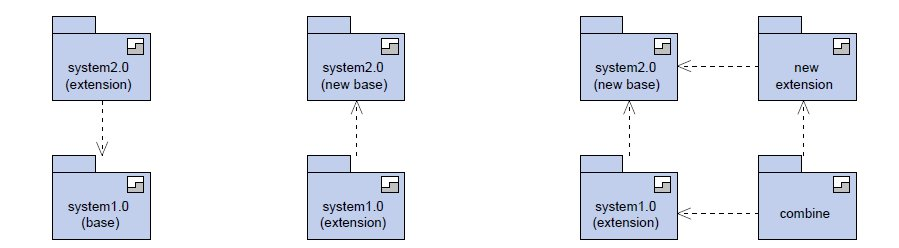 system2.0
(extension)
system2.0
(new base)
system2.0
(new base)
new
extension
system1.0
(base)
system1.0
(extension)
system1.0
(extension)
combine